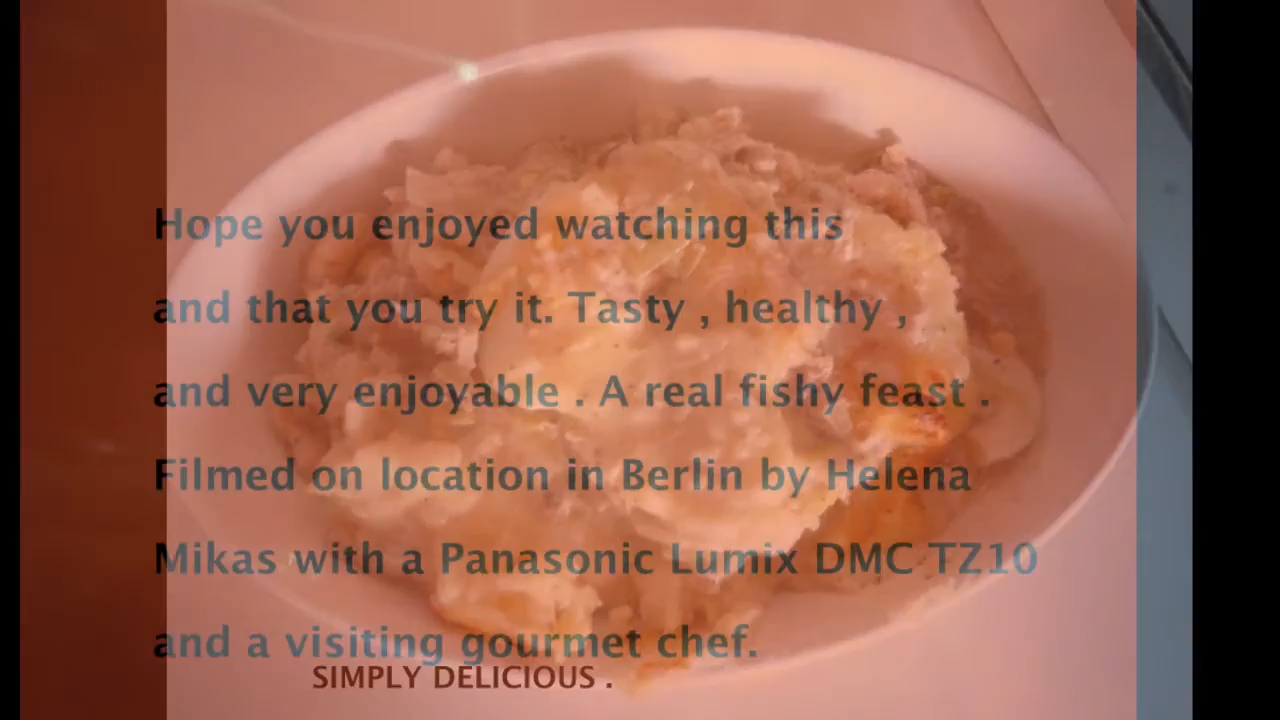 Hope you enjoyed watching this
and that you try it. Tasty , healthy ,
and very enjoyable . A real fishy feast .
Filmed on location in Berlin by Helena
Mikas with a Panasonic Lumix DMC TZ10
and a visiting gourmet chef.
SIMPLY DELICIOUS .